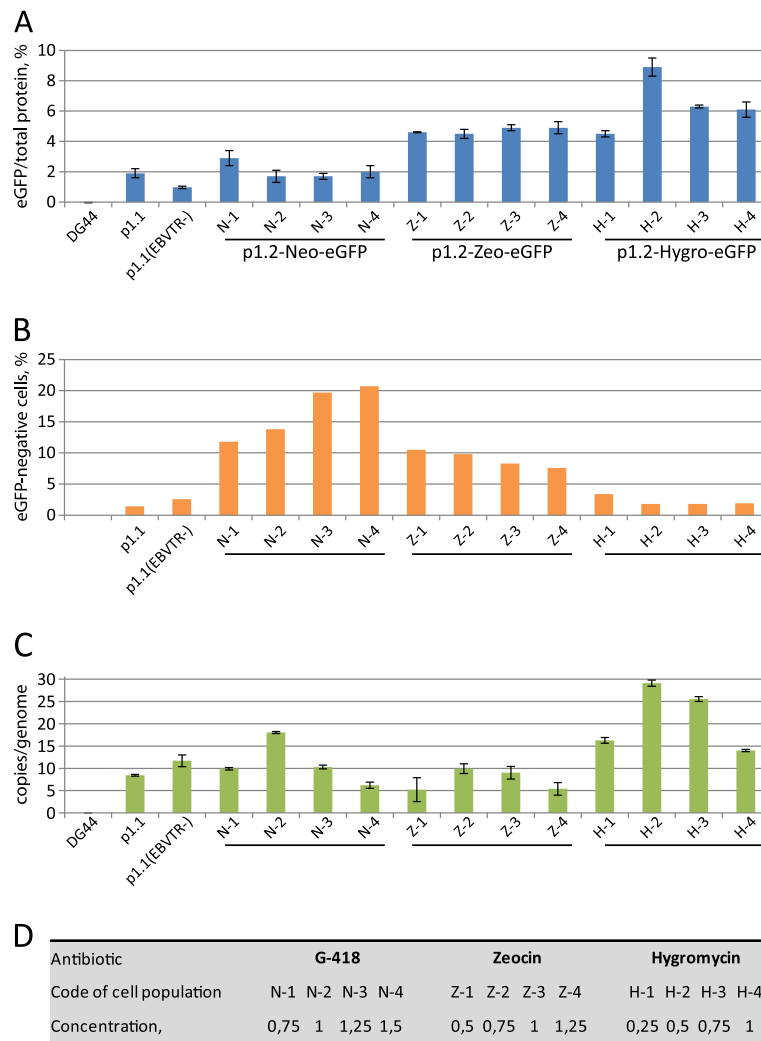 A
eGFP/total protein, %
10
8
6
4
2
0
DG44 p1.1 p1.1(EBVTR-) N-1 N-2 N-3 N-4 Z-1 Z-2 Z-3 Z-4 H-1 H-2 H-3 H-4
p1.2-Neo-eGFP p1.2-Zeo-eGFP p1.2-Hygro-eGFP
B
eGFP-negative cells, %
25
20
15
10
5
0
p1.1 p1.1(EBVTR-) N-1 N-2 N-3 N-4 Z-1 Z-2 Z-3 Z-4 H-1 H-2 H-3 H-4
C
copies/genome
30
25
20
15
10
5
0
DG44 p1.1 p1.1(EBVTR-) N-1 N-2 N-3 N-4 Z-1 Z-2 Z-3 Z-4 H-1 H-2 H-3 H-4
D
Antibiotic G-418 Zeocin Hygromycin
Code of cell population N-1 N-2 N-3 N-4 Z-1 Z-2 Z-3 Z-4 H-1 H-2 H-3 H-4
Concentration, 0,75 1 1,25 1,5 0,5 0,75 1 1,25 0,25 0,5 0,75 1